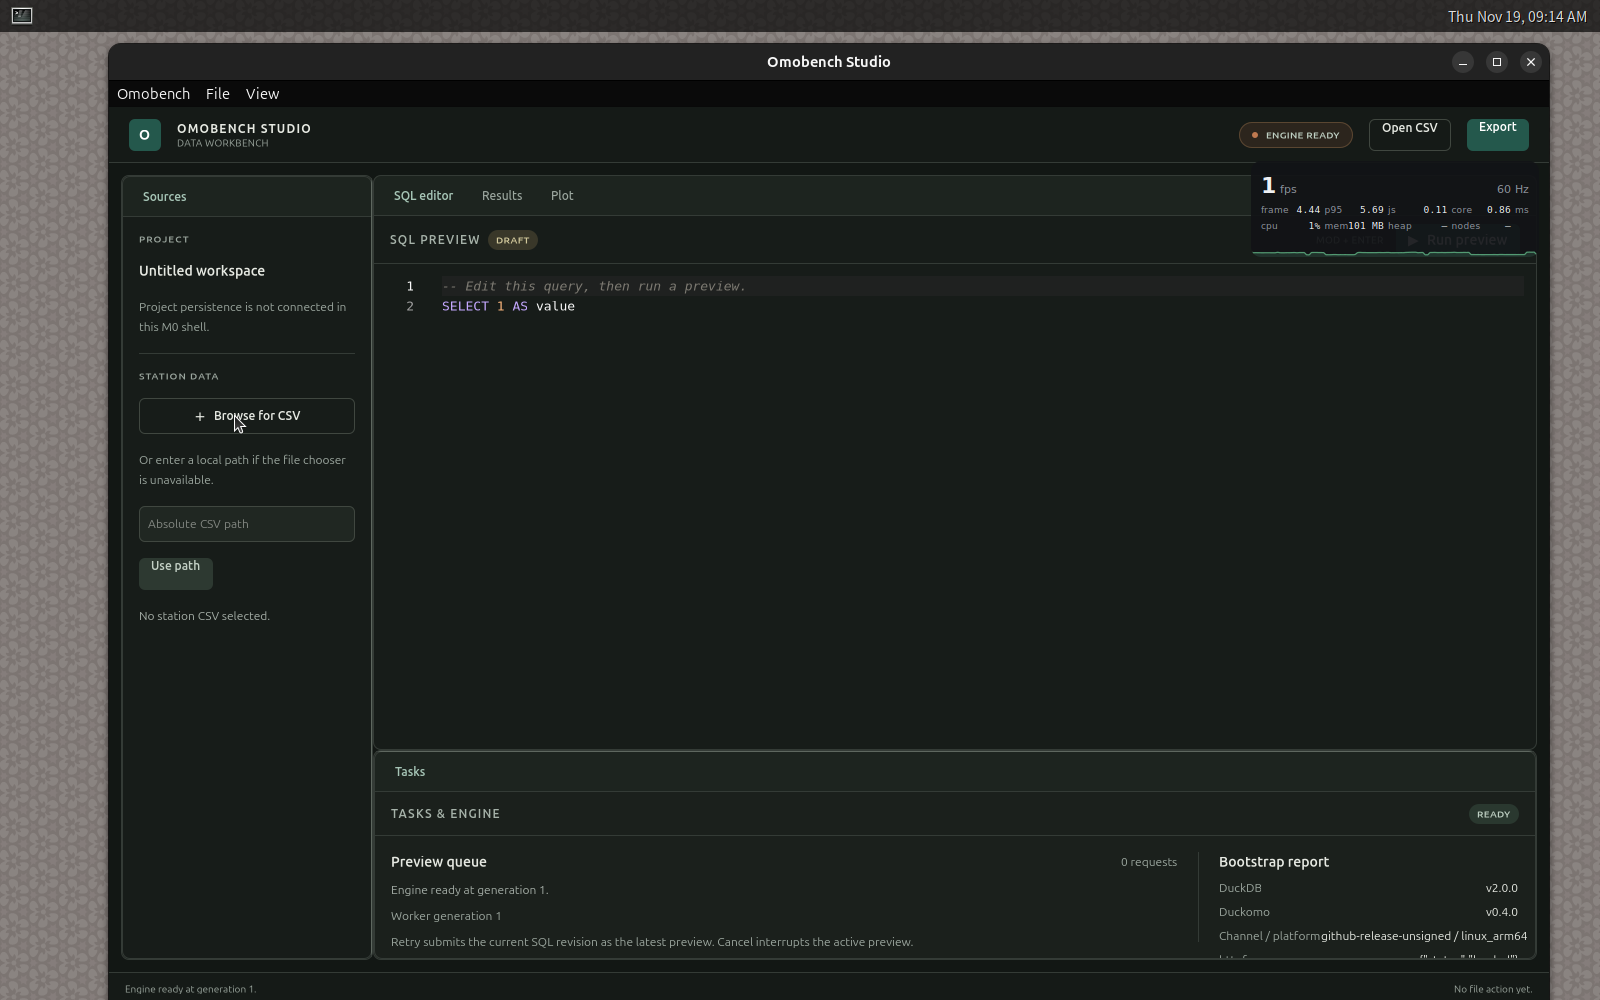 Thu Nov 19, 09:14 AM
Omobench Studio
Omobench File View
O
OMOBENCH STUDIO
DATA WORKBENCH
ENGINE READY
Open CSV
Export
Sources
PROJECT
Untitled workspace
Project persistence is not connected in
this M0 shell.
STATION DATA
+ Browse for CSV
Or enter a local path if the file chooser
is unavailable.
Absolute CSV path
Use path
No station CSV selected.
SQL editor Results Plot
1 fps 60 Hz
frame 4.44 p95 5.69 js 0.11 core 0.86 ms
cpu 1% mem101 MB heap – nodes –
SQL PREVIEW DRAFT
Run preview
1 -- Edit this query, then run a preview.
2 SELECT 1 AS value
Tasks
TASKS & ENGINE
READY
Preview queue
0 requests
Engine ready at generation 1.
Worker generation 1
Retry submits the current SQL revision as the latest preview. Cancel interrupts the active preview.
Bootstrap report
DuckDB v2.0.0
Duckomo v0.4.0
Channel / platformgithub-release-unsigned / linux_arm64
Engine ready at generation 1.
No file action yet.